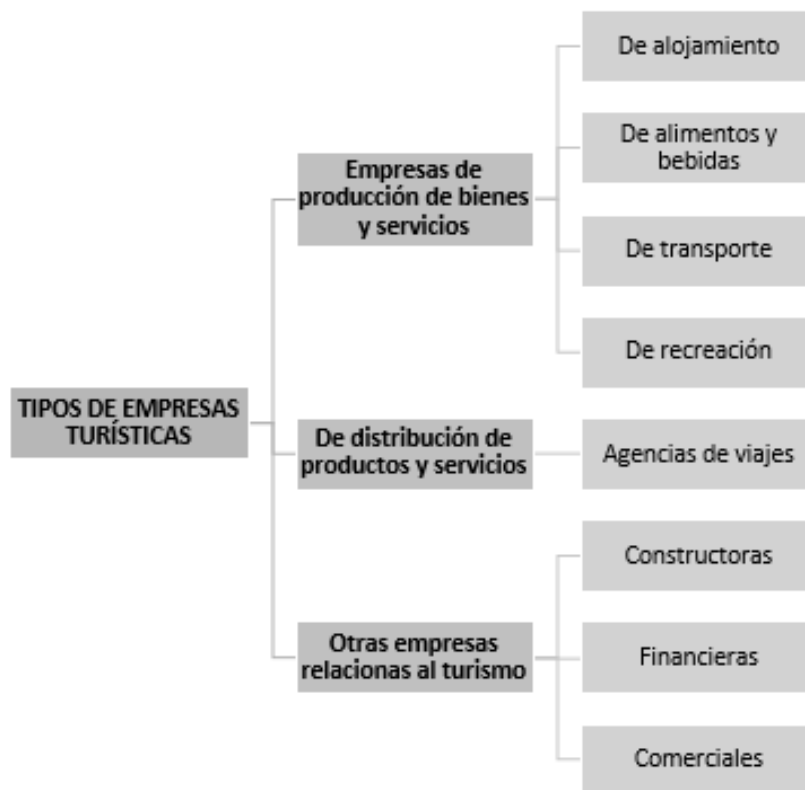 TIPOS DE EMPRESAS
TURÍSTICAS
Empresas de
producción de bienes
y servicios
De alojamiento
De alimentos y
bebidas
De transporte
De recreación
De distribución de
productos y servicios
Agencias de viajes
Otras empresas
relacionas al turismo
Constructoras
Financieras
Comerciales